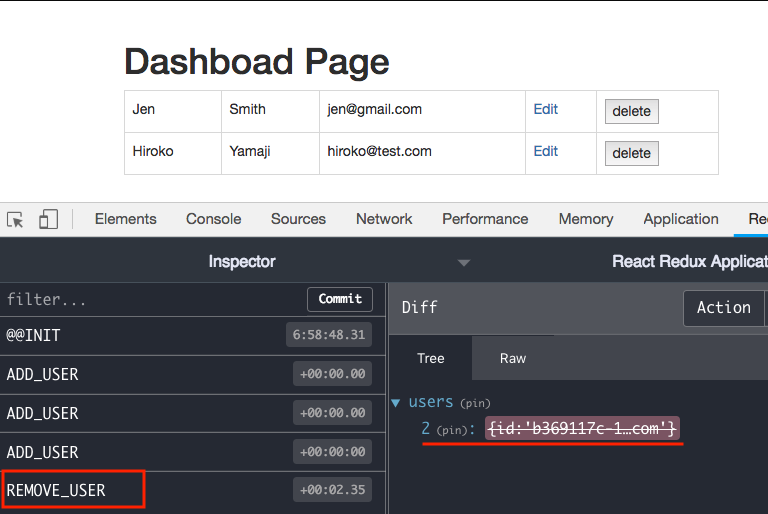 Dashboad Page
Jen Smith jen@gmail.com Edit delete
Hiroko Yamaji hiroko@test.com Edit delete
Elements Console Sources Network Performance Memory Application Re
Inspector React Redux Applicat
filter... Commit Diff Action
@@INIT 6:58:48.31
Tree Raw
ADD_USER +00:00.00
users (pin)
ADD_USER +00:00.00
2 (pin): {id:'b369117c-1…com'}
ADD_USER +00:00:00
REMOVE_USER +00:02.35